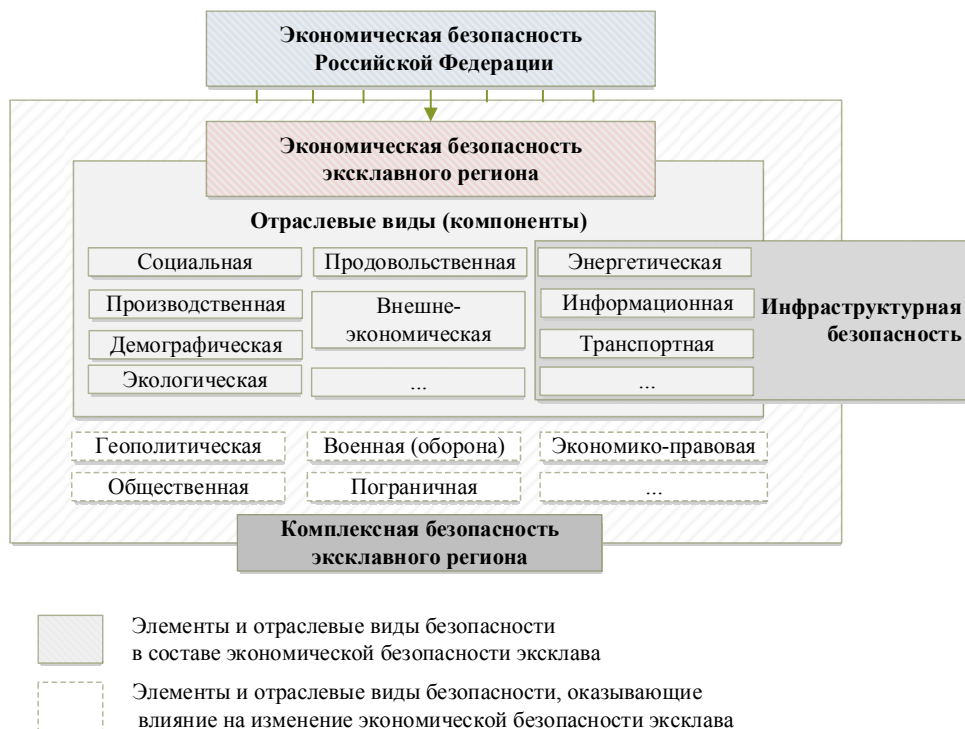 Экономическая безопасность
Российской Федерации
Экономическая безопасность
эксклавного региона
Отраслевые виды (компоненты)
Социальная
Продовольственная
Энергетическая
Производственная
Внешне-
экономическая
Информационная
Инфраструктурная
безопасность
Демографическая
Транспортная
Экологическая
...
...
Геополитическая
Военная (оборона)
Экономико-правовая
Общественная
Пограничная
...
Комплексная безопасность
эксклавного региона
Элементы и отраслевые виды безопасности
в составе экономической безопасности эксклава
Элементы и отраслевые виды безопасности, оказывающие
влияние на изменение экономической безопасности эксклава